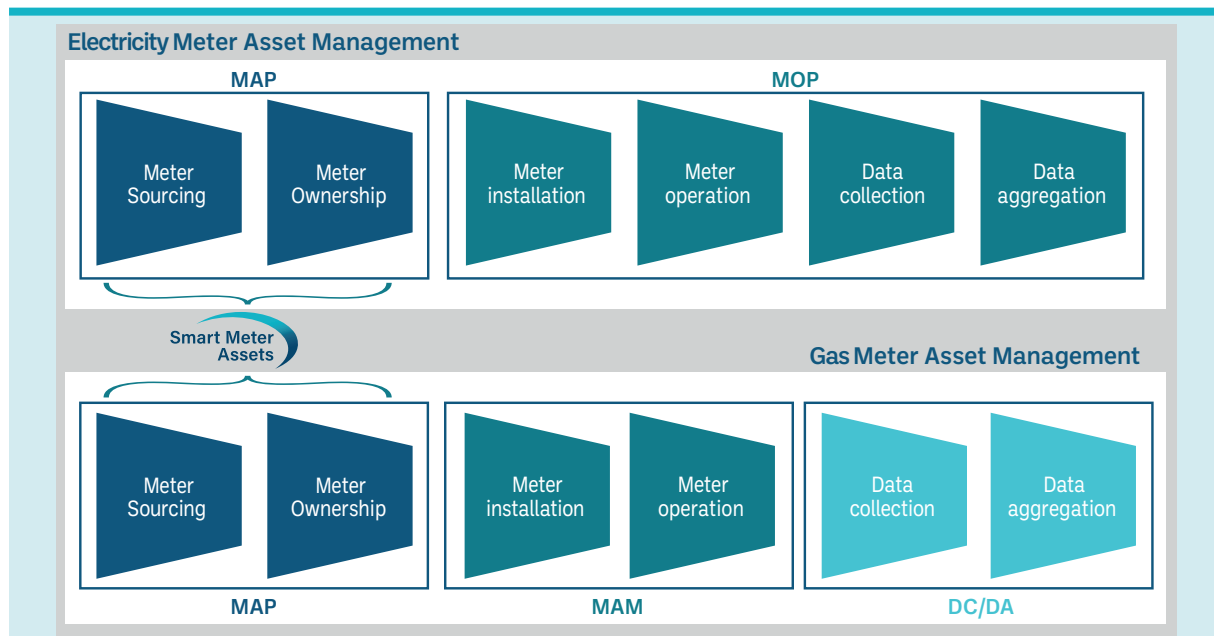 Electricity Meter Asset Management
MAP
MOP
Meter
Sourcing
Meter
Ownership
Meter
installation
Meter
operation
Data
collection
Data
aggregation
Smart Meter
Assets
Gas Meter Asset Management
Meter
Sourcing
Meter
Ownership
Meter
installation
Meter
operation
Data
collection
Data
aggregation
MAP
MAM
DC/DA